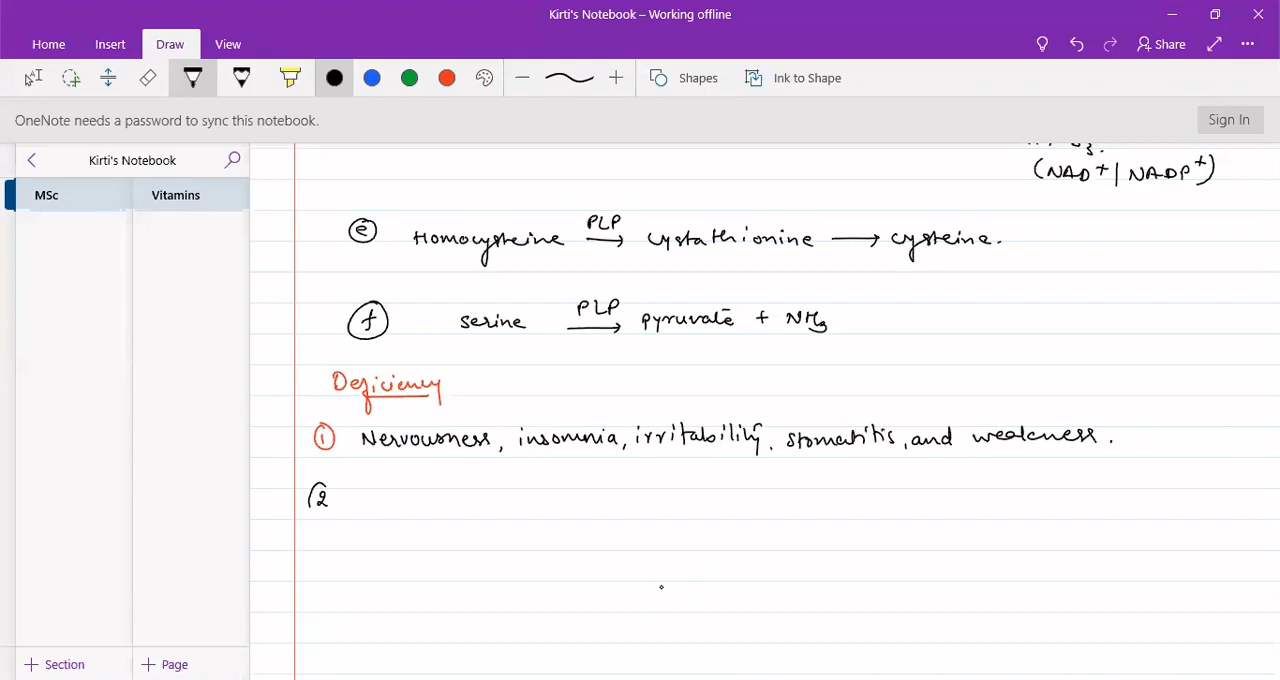 Kirti's Notebook – Working offline
Home Insert Draw View
Share
Shapes Ink to Shape
OneNote needs a password to sync this notebook.
Sign In
Kirti's Notebook
MSc Vitamins
(NAD+ | NADP+)
e Homocysteine PLP → cystathionine → cysteine.
f serine PLP → pyruvate + NH3
Deficiency
1 Nervousness, insomnia, irritability, stomatitis, and weakness.
(2
+ Section + Page